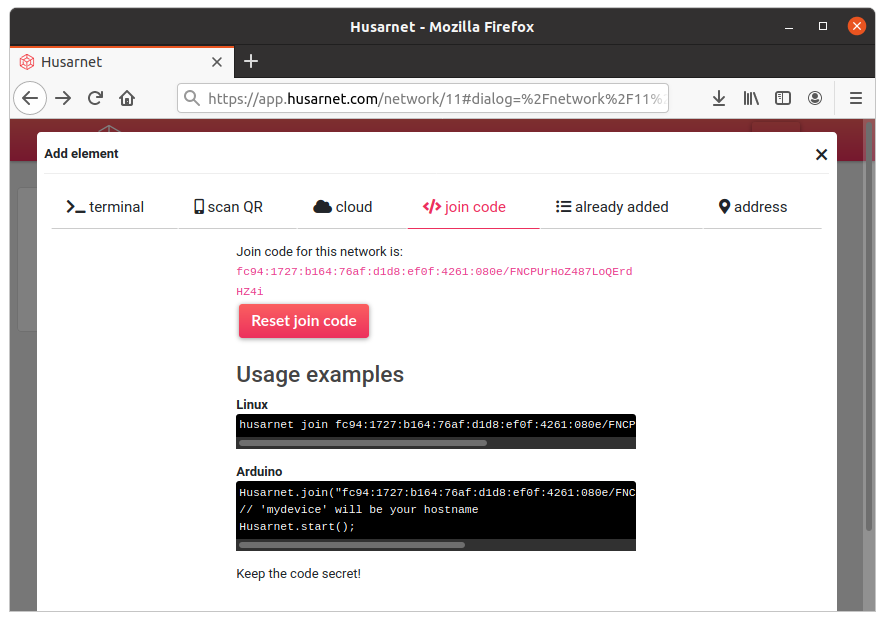 Husarnet - Mozilla Firefox
Husarnet
https://app.husarnet.com/network/11#dialog=%2Fnetwork%2F11%
Add element
terminal scan QR cloud join code already added address
Join code for this network is:
fc94:1727:b164:76af:d1d8:ef0f:4261:080e/FNCPUrHoZ487LoQErd
HZ4i
Reset join code
Usage examples
Linux
husarnet join fc94:1727:b164:76af:d1d8:ef0f:4261:080e/FNCP
Arduino
Husarnet.join("fc94:1727:b164:76af:d1d8:ef0f:4261:080e/FNC
// 'mydevice' will be your hostname
Husarnet.start();
Keep the code secret!